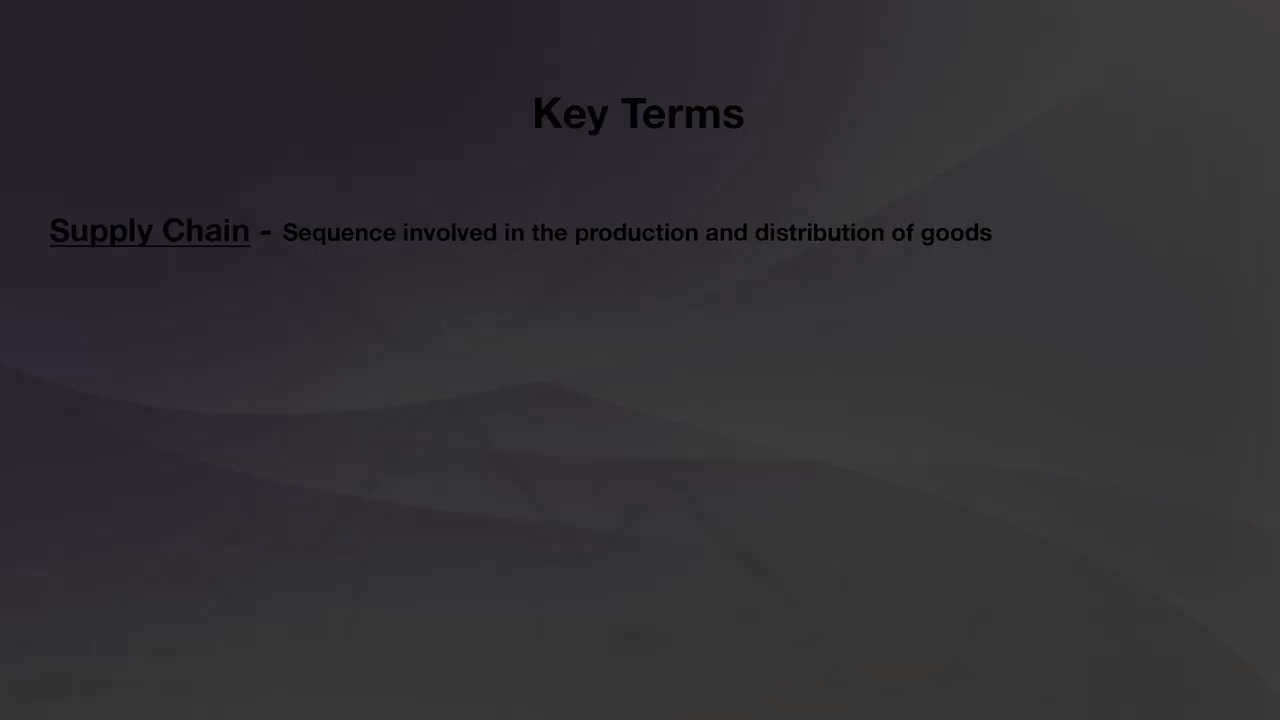 Key Terms
Supply Chain - Sequence involved in the production and distribution of goods